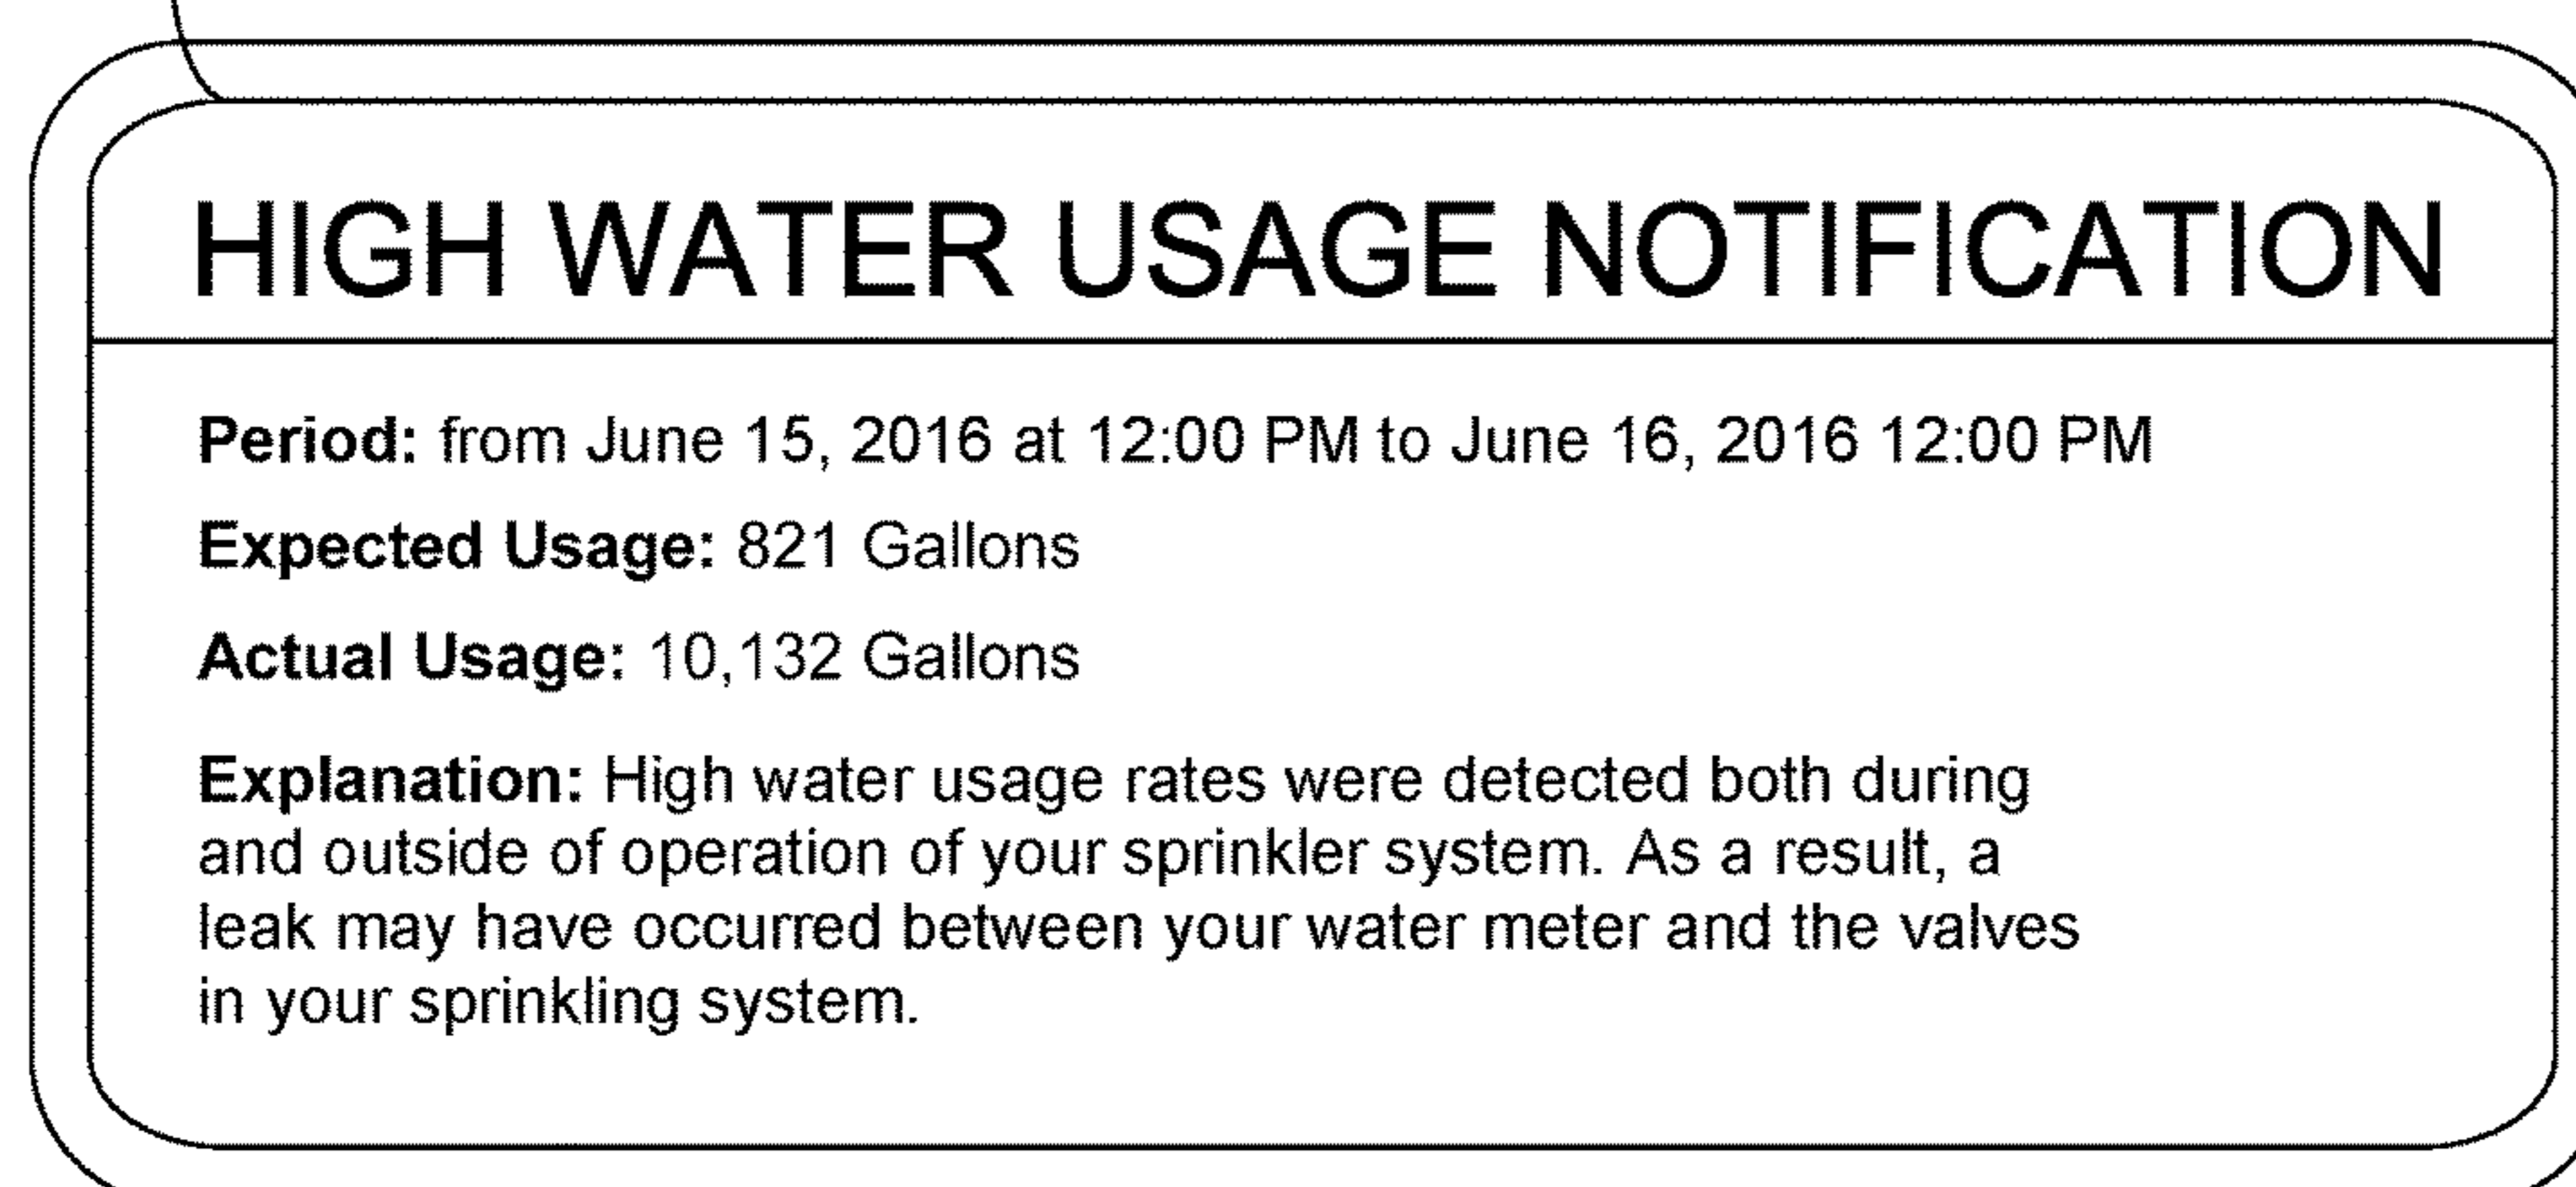 HIGH WATER USAGE NOTIFICATION
Period: from June 15, 2016 at 12:00 PM to June 16, 2016 12:00 PM
Expected Usage: 821 Gallons
Actual Usage: 10,132 Gallons
Explanation: High water usage rates were detected both during
and outside of operation of your sprinkler system. As a result, a
leak may have occurred between your water meter and the valves
in your sprinkling system.